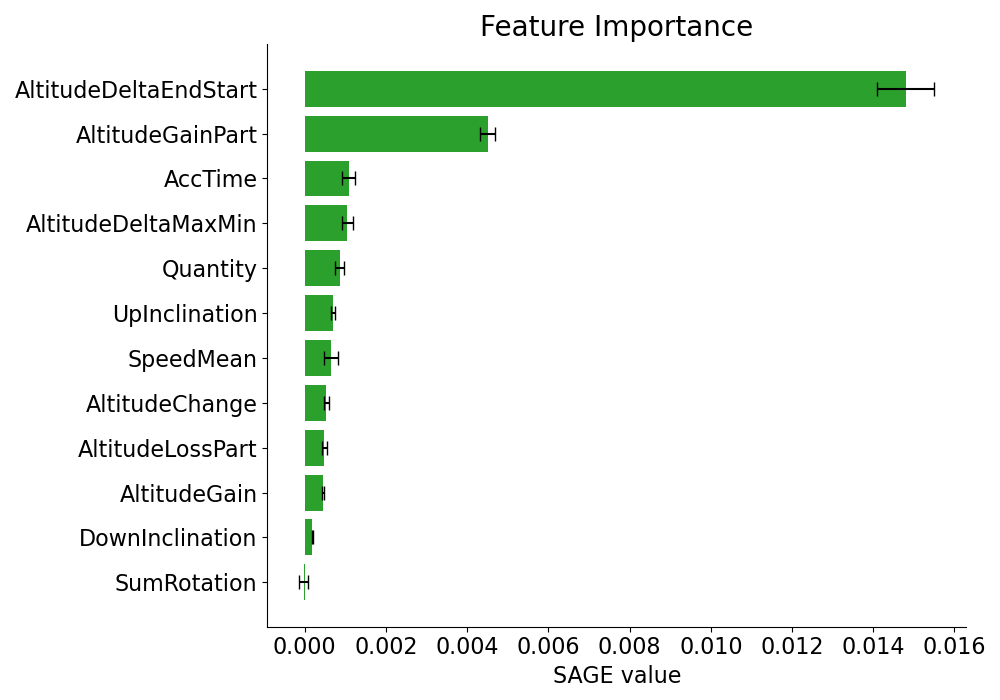 Feature Importance
AltitudeDeltaEndStart
AltitudeGainPart
AccTime
AltitudeDeltaMaxMin
Quantity
UpInclination
SpeedMean
AltitudeChange
AltitudeLossPart
AltitudeGain
DownInclination
SumRotation
0.000 0.002 0.004 0.006 0.008 0.010 0.012 0.014 0.016
SAGE value